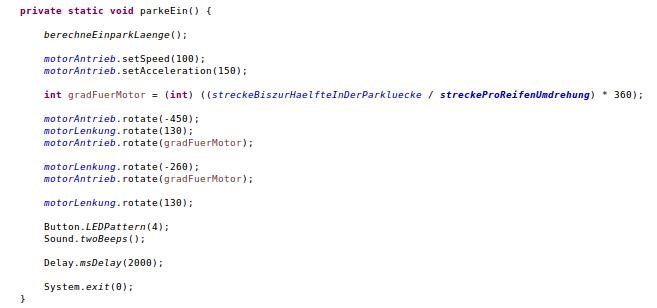 private static void parkeEin() {
berechneEinparkLaenge();
motorAntrieb.setSpeed(100);
motorAntrieb.setAcceleration(150);
int gradFuerMotor = (int) ((streckeBiszurHaelfteInDerParkluecke / streckeProReifenUmdrehung) * 360);
motorAntrieb.rotate(-450);
motorLenkung.rotate(130);
motorAntrieb.rotate(gradFuerMotor);
motorLenkung.rotate(-260);
motorAntrieb.rotate(gradFuerMotor);
motorLenkung.rotate(130);
Button.LEDPattern(4);
Sound.twoBeeps();
Delay.msDelay(2000);
System.exit(0);
}